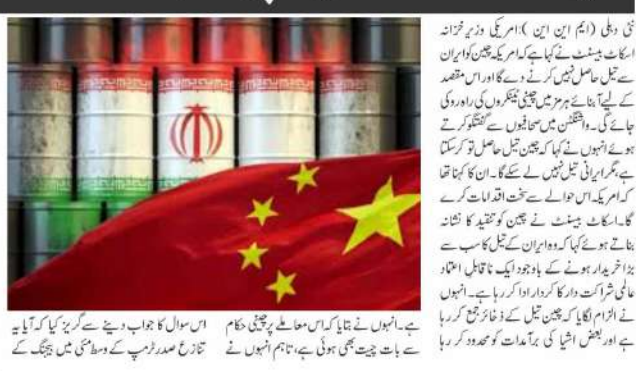 نئی دہلی (ایم این این ):امریکی وزیر خزانہ
اسکاٹ بیسنٹ نے کہا ہے کہ امریکہ چین کو ایران
سے تیل حاصل نہیں کرنے دے گا اور اس مقصد
کے لیے آبنائے ہرمز میں چینی ٹینکروں کی راہ روکی
جائے گی۔ واشنگٹن میں صحافیوں سے گفتگو کرتے
ہوئے انہوں نے کہا کہ چین تیل حاصل تو کر سکتا
ہے مگر ایرانی تیل نہیں لے سکے گا۔ ان کا کہنا تھا
کہ امریکہ اس حوالے سے سخت اقدامات کرے
گا۔ اسکاٹ بیسنٹ نے چین کو تنقید کا نشانہ
بناتے ہوئے کہا کہ وہ ایران کے تیل کا سب سے
بڑا خریدار ہونے کے باوجود ایک ناقابل اعتماد
عالمی شراکت دار کا کردار ادا کر رہا ہے۔ انہوں
نے الزام لگایا کہ چین تیل کے ذخائر جمع کر رہا
ہے اور بعض اشیا کی برآمدات کو محدود کر رہا
ہے۔ انہوں نے بتایا کہ اس معاملے پر چینی حکام
سے بات چیت بھی ہوئی ہے، تاہم انہوں نے
اس سوال کا جواب دینے سے گریز کیا کہ آیا یہ
تنازع صدر ٹرمپ کے وسط مئی میں بیجنگ کے